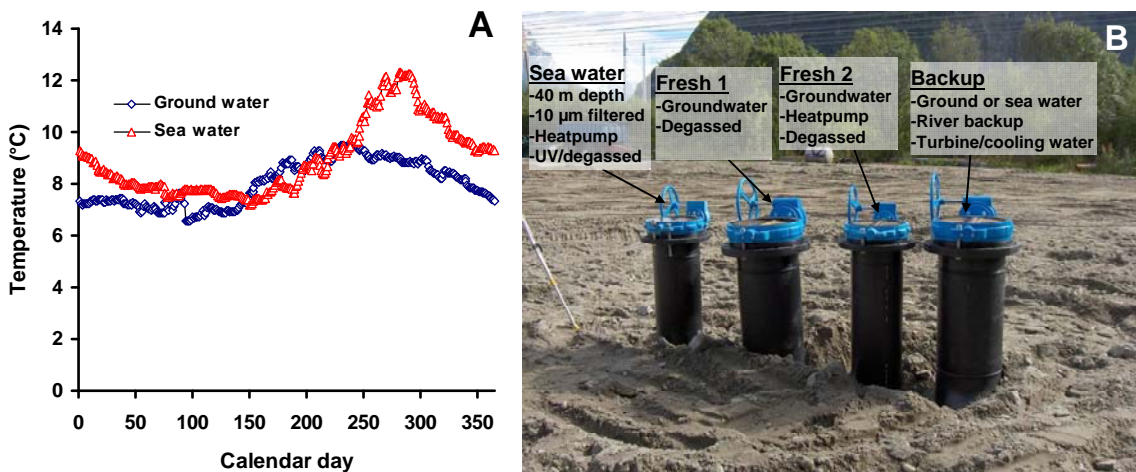 A
14
12
10
8
6
4
2
0
Temperature (°C)
Ground water
Sea water
0
50
100
150
200
250
300
350
Calendar day
B
Sea water
-40 m depth
-10 µm filtered
-Heatpump
-UV/degassed
Fresh 1
-Groundwater
-Degassed
Fresh 2
-Groundwater
-Heatpump
-Degassed
Backup
-Ground or sea water
-River backup
-Turbine/cooling water